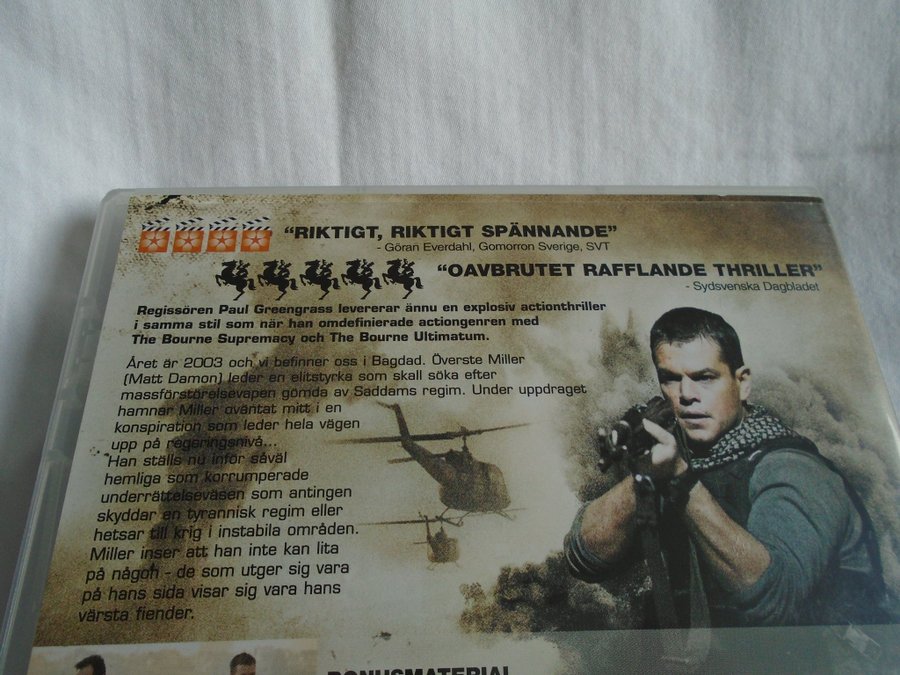 “RIKTIGT, RIKTIGT SPÄNNANDE”
- Göran Everdahl, Gomorron Sverige, SVT
“OAVBRUTET RAFFLANDE THRILLER”
- Sydsvenska Dagbladet
Regissören Paul Greengrass levererar ännu en explosiv actionthriller
i samma stil som när han omdefinierade actiongenren med
The Bourne Supremacy och The Bourne Ultimatum.
Året är 2003 och vi befinner oss i Bagdad. Överste Miller
(Matt Damon) leder en elitstyrka som skall söka efter
massförstörelsevapen gömda av Saddams regim. Under uppdraget
hamnar Miller oväntat mitt i en
konspiration som leder hela vägen
upp på regeringsnivå...
Han ställs nu inför såväl
hemliga som korrumperade
underrättelseväsen som antingen
skyddar en tyrannisk regim eller
hetsar till krig i instabila områden.
Miller inser att han inte kan lita
på någon - de som utger sig vara
på hans sida visar sig vara hans
värsta fiender.
BONUSMATERIAL